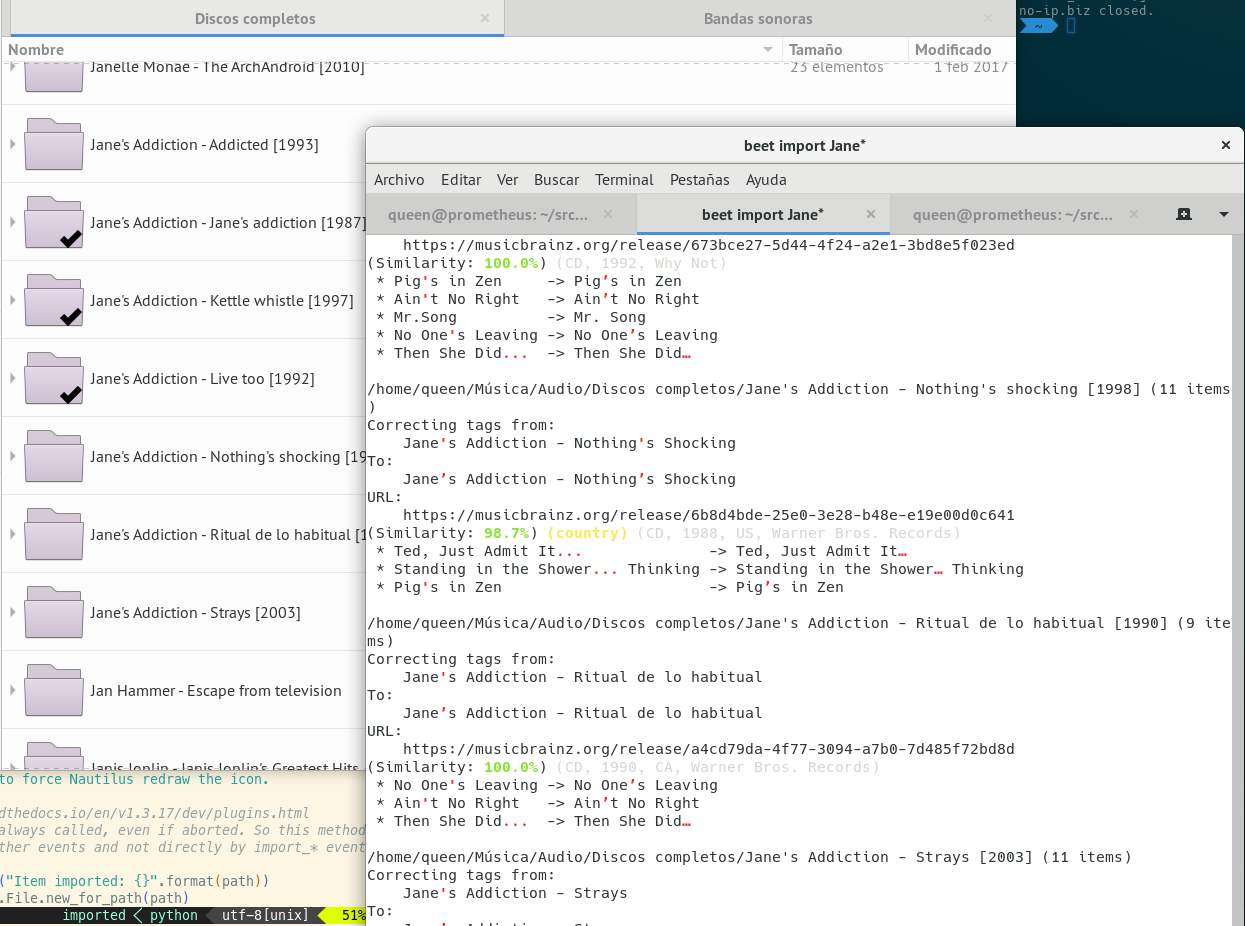 Discos completos ×
Bandas sonoras ×
Nombre Tamaño Modificado
Janelle Monae - The ArchAndroid [2010] 23 elementos 1 feb 2017
Jane's Addiction - Addicted [1993]
Jane's Addiction - Jane's addiction [1987]
Jane's Addiction - Kettle whistle [1997]
Jane's Addiction - Live too [1992]
Jane's Addiction - Nothing's shocking [19
Jane's Addiction - Ritual de lo habitual [1
Jane's Addiction - Strays [2003]
Jan Hammer - Escape from television
Janis Joplin - Janis Joplin's Greatest Hits
no-ip.biz closed.
~
beet import Jane* ×
Archivo Editar Ver Buscar Terminal Pestañas Ayuda
queen@prometheus: ~/src... × beet import Jane* × queen@prometheus: ~/src... ×
https://musicbrainz.org/release/673bce27-5d44-4f24-a2e1-3bd8e5f023ed
(Similarity: 100.0%) (CD, 1992, Why Not)
* Pig's in Zen -> Pig’s in Zen
* Ain't No Right -> Ain’t No Right
* Mr.Song -> Mr. Song
* No One's Leaving -> No One’s Leaving
* Then She Did... -> Then She Did…
/home/queen/Música/Audio/Discos completos/Jane's Addiction - Nothing's shocking [1998] (11 items
)
Correcting tags from:
Jane's Addiction - Nothing's Shocking
To:
Jane’s Addiction - Nothing’s Shocking
URL:
https://musicbrainz.org/release/6b8d4bde-25e0-3e28-b48e-e19e00d0c641
(Similarity: 98.7%) (country) (CD, 1988, US, Warner Bros. Records)
* Ted, Just Admit It... -> Ted, Just Admit It…
* Standing in the Shower... Thinking -> Standing in the Shower… Thinking
* Pig's in Zen -> Pig’s in Zen
/home/queen/Música/Audio/Discos completos/Jane's Addiction - Ritual de lo habitual [1990] (9 ite
ms)
Correcting tags from:
Jane's Addiction - Ritual de lo habitual
To:
Jane’s Addiction - Ritual de lo habitual
URL:
https://musicbrainz.org/release/a4cd79da-4f77-3094-a7b0-7d485f72bd8d
(Similarity: 100.0%) (CD, 1990, CA, Warner Bros. Records)
* No One's Leaving -> No One’s Leaving
* Ain't No Right -> Ain’t No Right
* Then She Did... -> Then She Did…
/home/queen/Música/Audio/Discos completos/Jane's Addiction - Strays [2003] (11 items)
Correcting tags from:
Jane's Addiction - Strays
To:
to force Nautilus redraw the icon.
dthedocs.io/en/v1.3.17/dev/plugins.html
always called, even if aborted. So this method
ther events and not directly by import_* event
("Item imported: {}".format(path))
.File.new_for_path(path)
imported < python < utf-8[unix] 51%